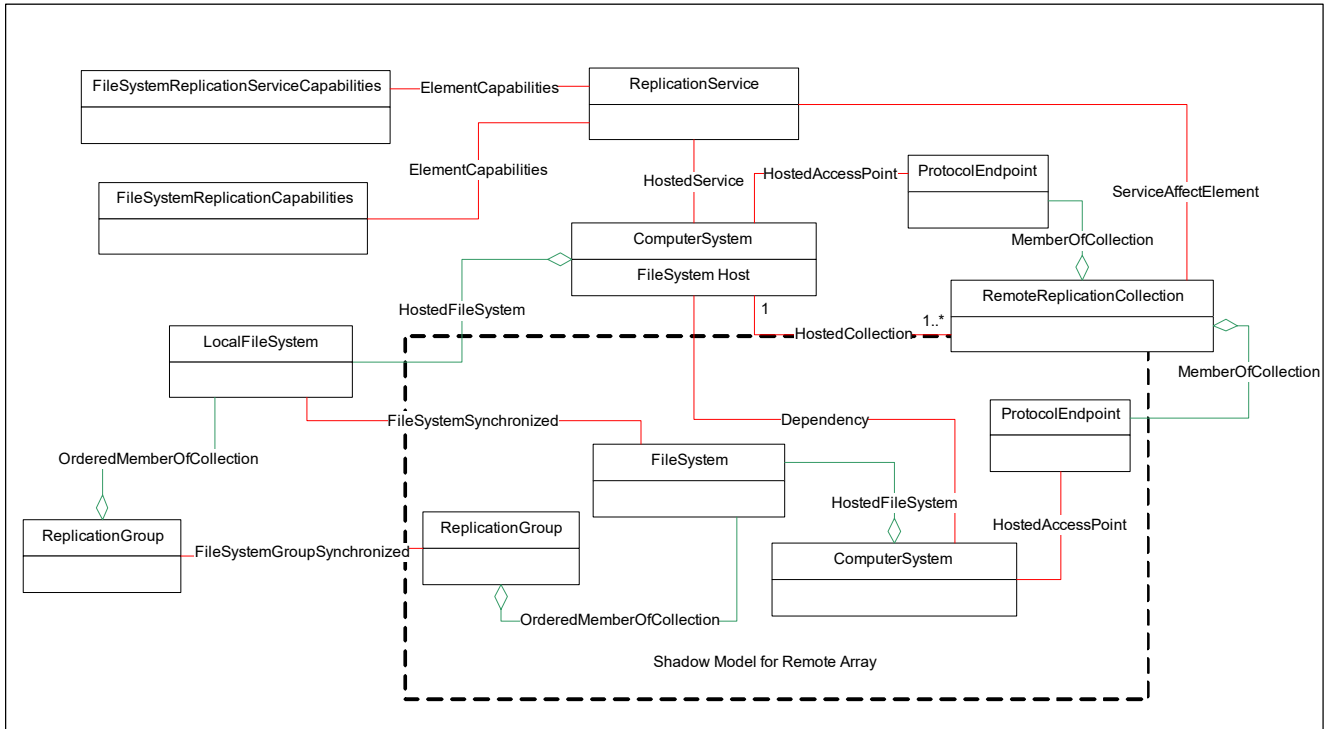 FileSystemReplicationServiceCapabilities
ElementCapabilities
ReplicationService
ElementCapabilities
HostedService
HostedAccessPoint
ProtocolEndpoint
FileSystemReplicationCapabilities
ServiceAffectElement
ComputerSystem
FileSystem Host
MemberOfCollection
RemoteReplicationCollection
HostedFileSystem
1
1..*
HostedCollection
LocalFileSystem
MemberOfCollection
FileSystemSynchronized
Dependency
ProtocolEndpoint
OrderedMemberOfCollection
FileSystem
HostedFileSystem
HostedAccessPoint
ReplicationGroup
FileSystemGroupSynchronized
ReplicationGroup
ComputerSystem
OrderedMemberOfCollection
Shadow Model for Remote Array